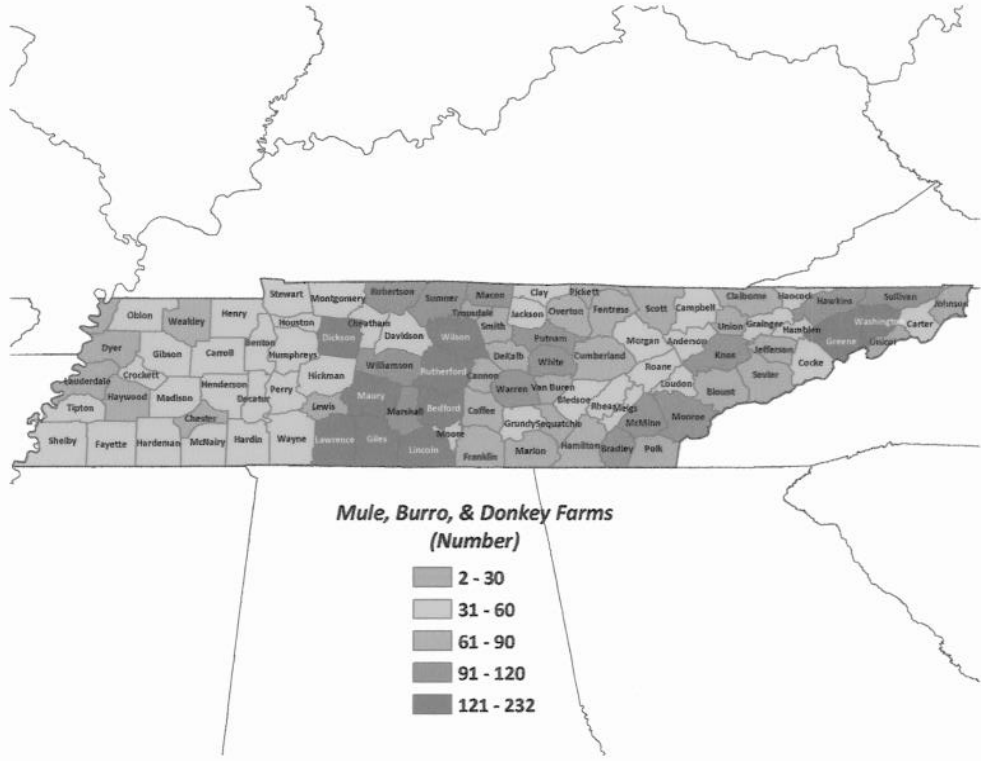 Stewart Montgomery Robertson Sumner Macon Clay Pickett Claiborne Hancock Hawkins Sullivan Johnson
Obion Weakley Henry Houston Cheatham Trousdale Jackson Overton Fentress Scott Campbell Union Grainger Hamblen Washington Carter
Dyer Gibson Carroll Benton Humphreys Dickson Davidson Wilson Smith DeKalb Putnam Cumberland Morgan Anderson Knox Jefferson Cocke Greene Unicoi
Lauderdale Crockett Haywood Madison Henderson Decatur Perry Hickman Williamson Rutherford Cannon White Roane Loudon Blount Sevier
Tipton Chester Lewis Maury Marshall Bedford Coffee Warren Van Buren Bledsoe Rhea Meigs McMinn Monroe
Shelby Fayette Hardeman McNairy Hardin Wayne Lawrence Giles Lincoln Moore Franklin Grundy Sequatchie Marion Hamilton Bradley Polk
Mule, Burro, & Donkey Farms
(Number)
2 - 30
31 - 60
61 - 90
91 - 120
121 - 232